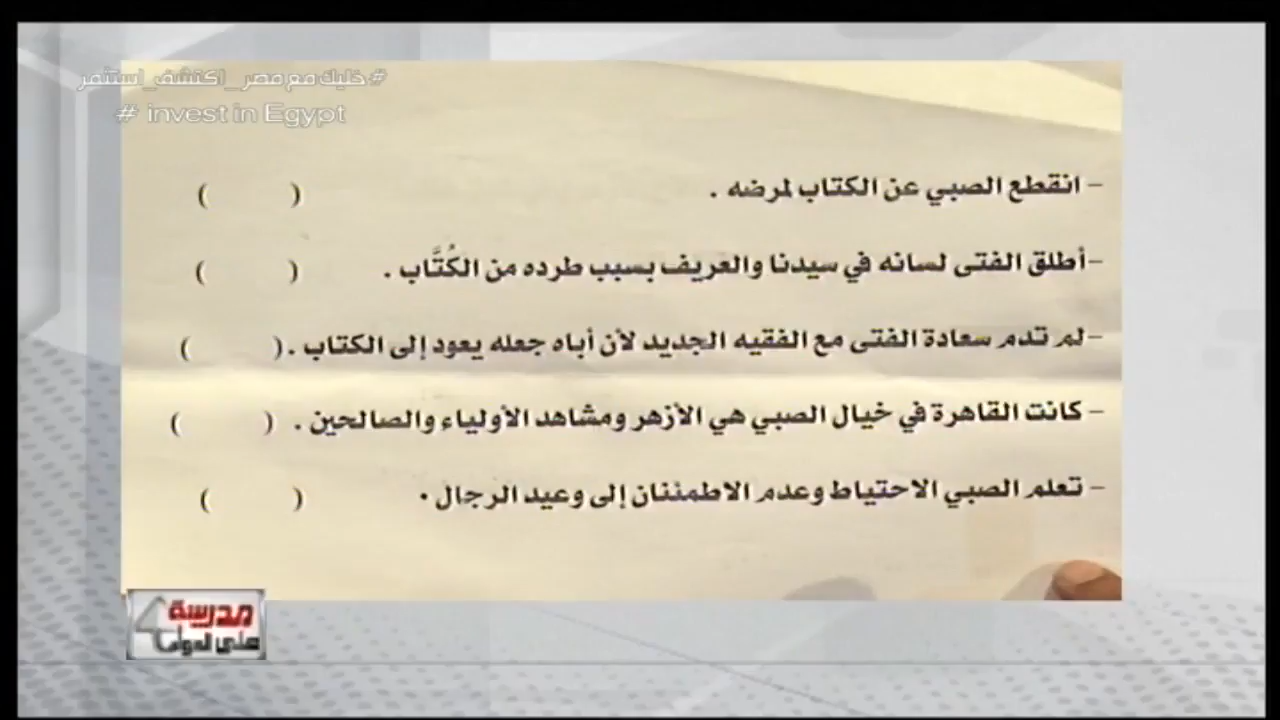 #خليك_مع_مصر_اكتشف_استثمر
# invest in Egypt
- انقطع الصبي عن الكتاب لمرضه . ( )
- أطلق الفتى لسانه في سيدنا والعريف بسبب طرده من الكُتَّاب . ( )
- لم تدم سعادة الفتى مع الفقيه الجديد لأن أباه جعله يعود إلى الكتاب . ( )
- كانت القاهرة في خيال الصبي هي الأزهر ومشاهد الأولياء والصالحين . ( )
- تعلم الصبي الاحتياط وعدم الاطمئنان إلى وعيد الرجال . ( )
مدرسة
على الهواء
4